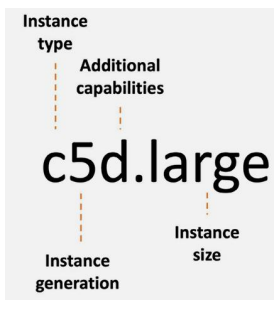 Instance
type
Additional
capabilities
c5d.large
Instance
size
Instance
generation